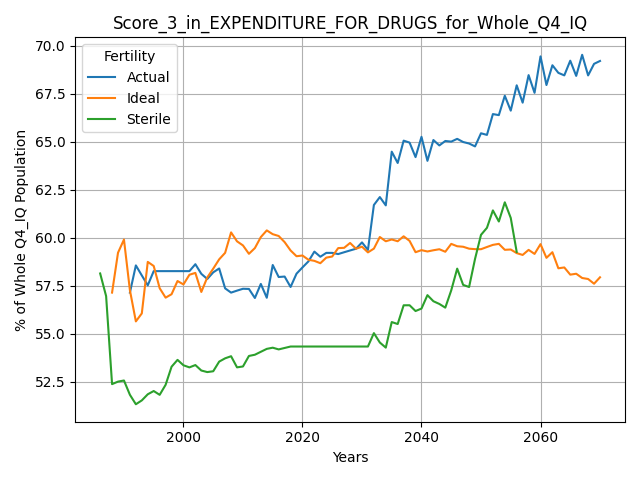 Score_3_in_EXPENDITURE_FOR_DRUGS_for_Whole_Q4_IQ
Fertility
Actual
Ideal
Sterile
% of Whole Q4_IQ Population
70.0
67.5
65.0
62.5
60.0
57.5
55.0
52.5
2000
2020
2040
2060
Years